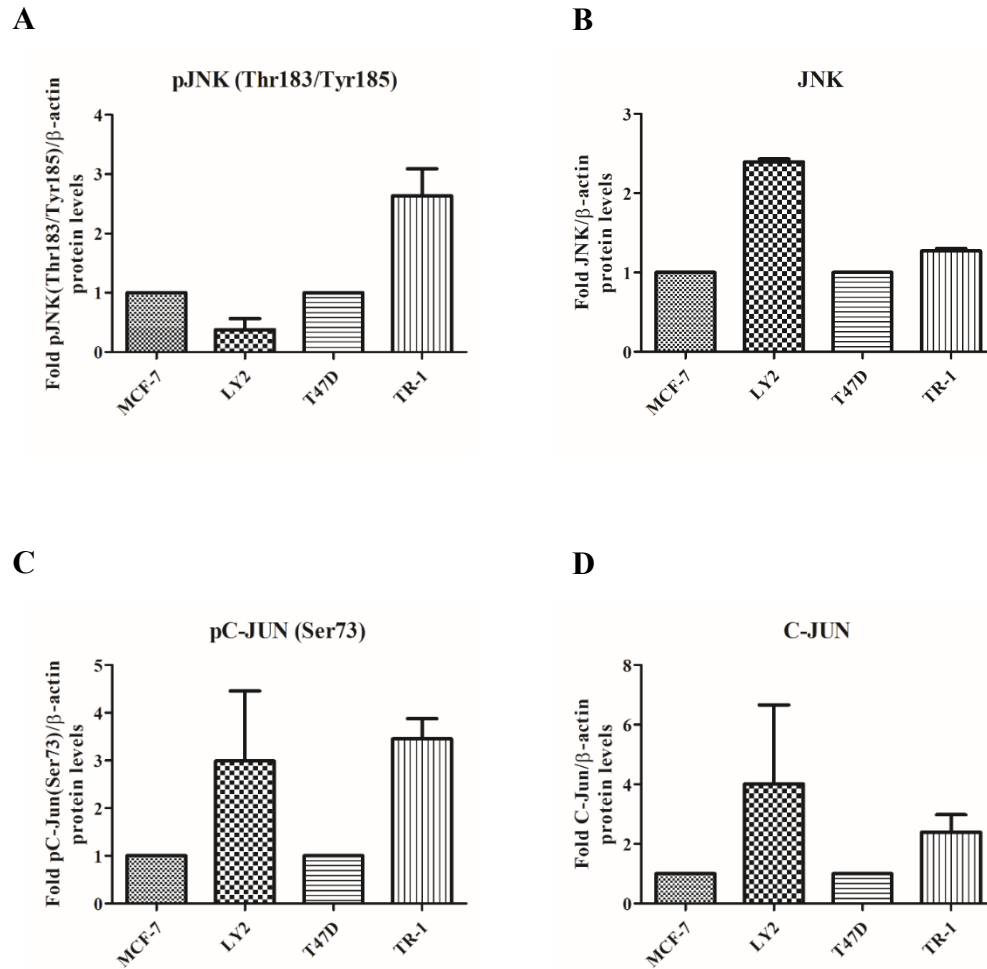 A
pJNK (Thr183/Tyr185)
Fold pJNK(Thr183/Tyr185)/β-actin
protein levels
4
3
2
1
0
MCF-7
LY2
T47D
TR-1
B
JNK
Fold JNK/β-actin
protein levels
3
2
1
0
MCF-7
LY2
T47D
TR-1
C
pC-JUN (Ser73)
Fold pC-Jun(Ser73)/β-actin
protein levels
5
4
3
2
1
0
MCF-7
LY2
T47D
TR-1
D
C-JUN
Fold C-Jun/β-actin
protein levels
8
6
4
2
0
MCF-7
LY2
T47D
TR-1